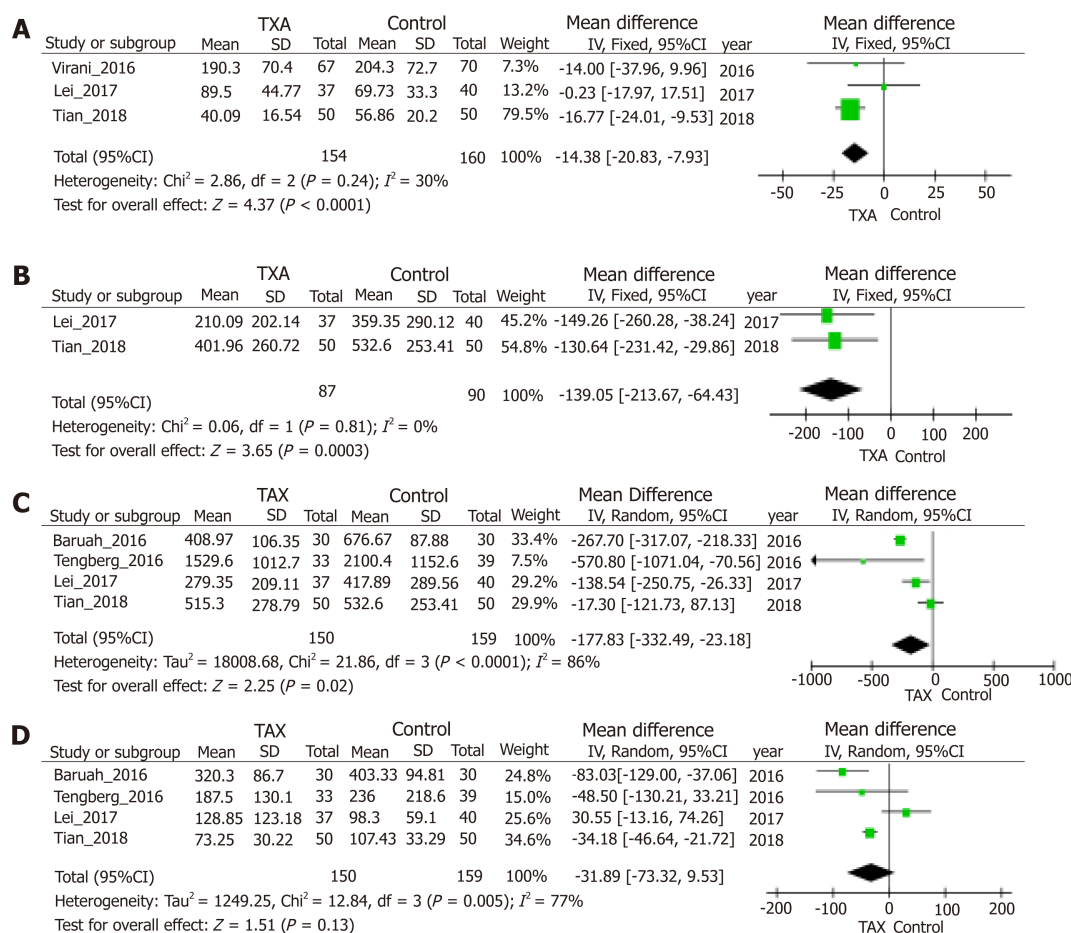 A
TXA Control Mean difference Mean difference
Study or subgroup Mean SD Total Mean SD Total Weight IV, Fixed, 95%CI year IV, Fixed, 95%CI
Virani_2016 190.3 70.4 67 204.3 72.7 70 7.3% -14.00 [-37.96, 9.96] 2016
Lei_2017 89.5 44.77 37 69.73 33.3 40 13.2% -0.23 [-17.97, 17.51] 2017
Tian_2018 40.09 16.54 50 56.86 20.2 50 79.5% -16.77 [-24.01, -9.53] 2018
Total (95%CI) 154 160 100% -14.38 [-20.83, -7.93]
Heterogeneity: Chi² = 2.86, df = 2 (P = 0.24); I² = 30%
Test for overall effect: Z = 4.37 (P < 0.0001)
-50 -25 0 25 50
TXA Control
B
TXA Control Mean difference Mean difference
Study or subgroup Mean SD Total Mean SD Total Weight IV, Fixed, 95%CI year IV, Fixed, 95%CI
Lei_2017 210.09 202.14 37 359.35 290.12 40 45.2% -149.26 [-260.28, -38.24] 2017
Tian_2018 401.96 260.72 50 532.6 253.41 50 54.8% -130.64 [-231.42, -29.86] 2018
Total (95%CI) 87 90 100% -139.05 [-213.67, -64.43]
Heterogeneity: Chi² = 0.06, df = 1 (P = 0.81); I² = 0%
Test for overall effect: Z = 3.65 (P = 0.0003)
-200 -100 0 100 200
TXA Control
C
TAX Control Mean Difference Mean difference
Study or subgroup Mean SD Total Mean SD Total Weight IV, Random, 95%CI year IV, Random, 95%CI
Baruah_2016 408.97 106.35 30 676.67 87.88 30 33.4% -267.70 [-317.07, -218.33] 2016
Tengberg_2016 1529.6 1012.7 33 2100.4 1152.6 39 7.5% -570.80 [-1071.04, -70.56] 2016
Lei_2017 279.35 209.11 37 417.89 289.56 40 29.2% -138.54 [-250.75, -26.33] 2017
Tian_2018 515.3 278.79 50 532.6 253.41 50 29.9% -17.30 [-121.73, 87.13] 2018
Total (95%CI) 150 159 100% -177.83 [-332.49, -23.18]
Heterogeneity: Tau² = 18008.68, Chi² = 21.86, df = 3 (P < 0.0001); I² = 86%
Test for overall effect: Z = 2.25 (P = 0.02)
-1000 -500 0 500 1000
TAX Control
D
TAX Control Mean difference Mean difference
Study or subgroup Mean SD Total Mean SD Total Weight IV, Random, 95%CI year IV, Random, 95%CI
Baruah_2016 320.3 86.7 30 403.33 94.81 30 24.8% -83.03[-129.00, -37.06] 2016
Tengberg_2016 187.5 130.1 33 236 218.6 39 15.0% -48.50 [-130.21, 33.21] 2016
Lei_2017 128.85 123.18 37 98.3 59.1 40 25.6% 30.55 [-13.16, 74.26] 2017
Tian_2018 73.25 30.22 50 107.43 33.29 50 34.6% -34.18 [-46.64, -21.72] 2018
Total (95%CI) 150 159 100% -31.89 [-73.32, 9.53]
Heterogeneity: Tau² = 1249.25, Chi² = 12.84, df = 3 (P = 0.005); I² = 77%
Test for overall effect: Z = 1.51 (P = 0.13)
-200 -100 0 100 200
TAX Control